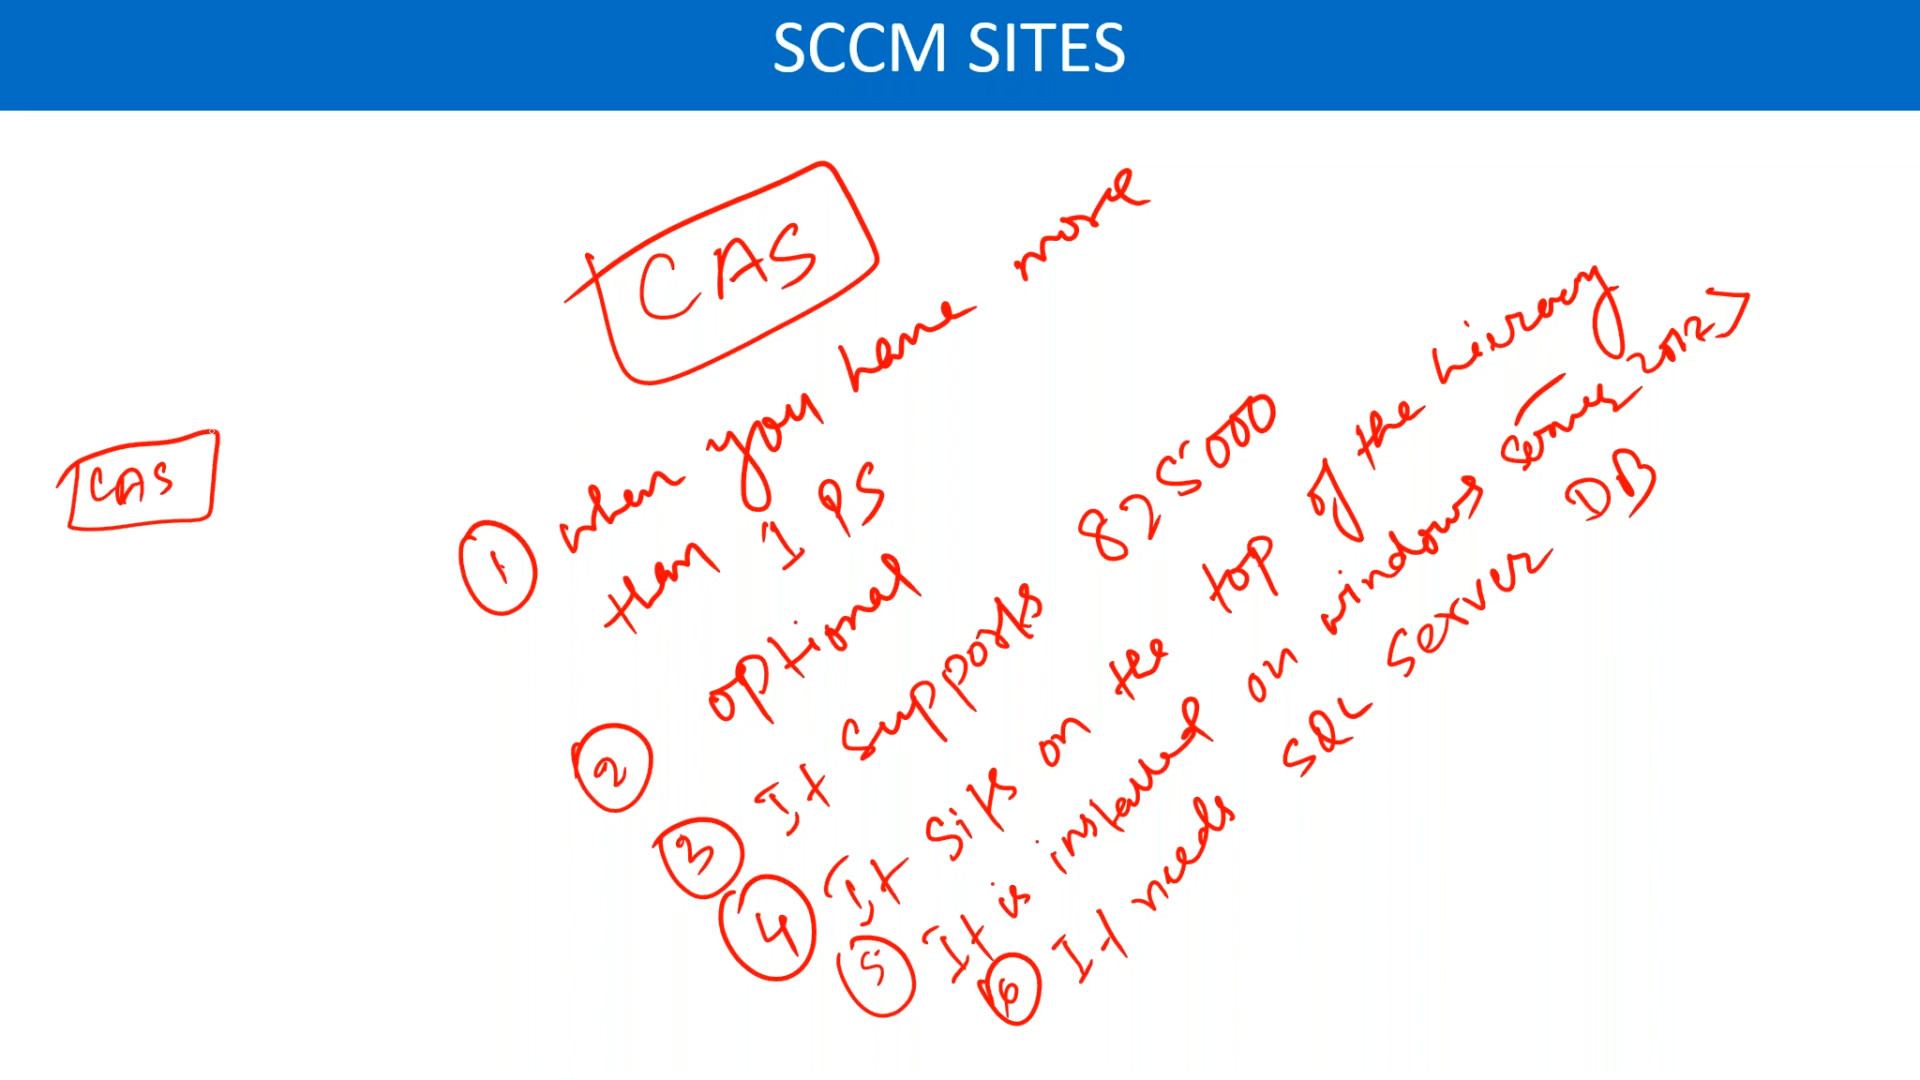 SCCM SITES
CAS
CAS
1 when you have more
then 1 PS
2 optional
3 It supports 825000
4 It sits on the top of the heiracy
5 It is installed on windows server 2012
6 It needs SQL Server DB